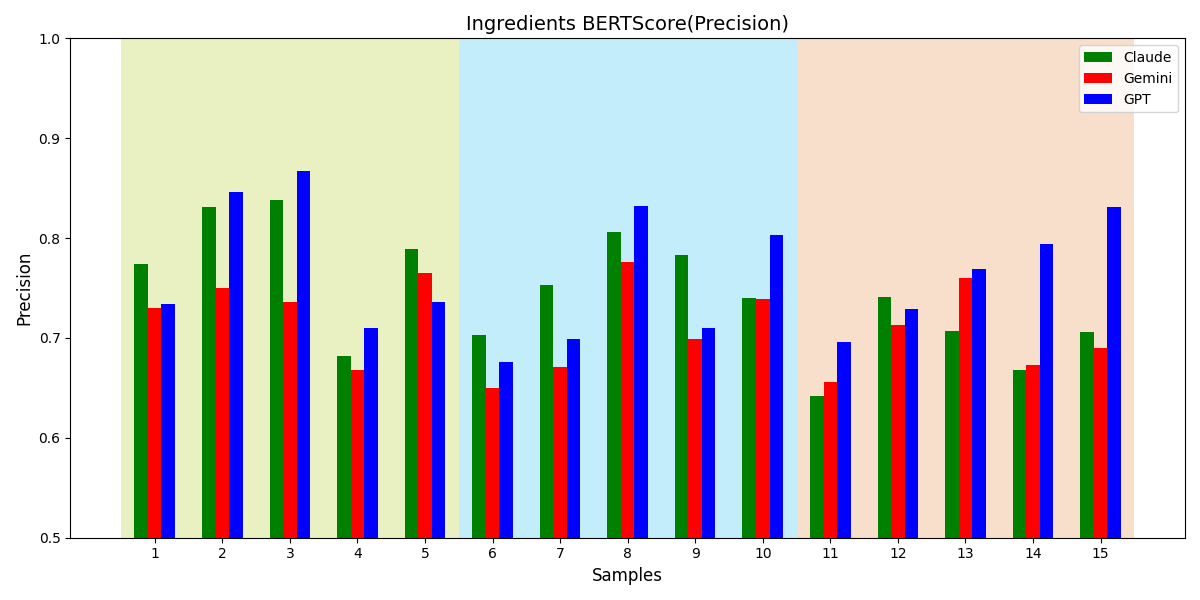 Ingredients BERTScore(Precision)
Claude
Gemini
GPT
Precision
1.0
0.9
0.8
0.7
0.6
0.5
1 2 3 4 5 6 7 8 9 10 11 12 13 14 15
Samples